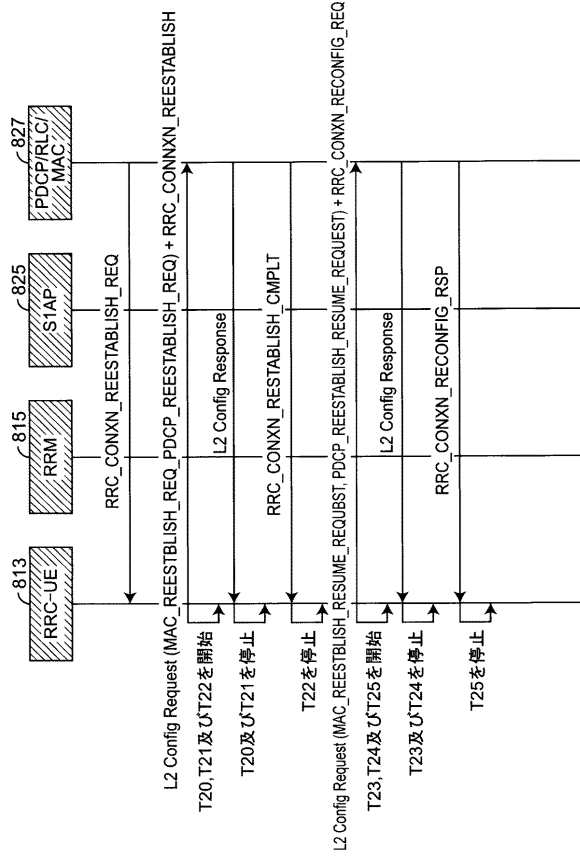 813
RRC-UE
815
RRM
825
S1AP
827
PDCP/RLC/
MAC
RRC_CONXN_REESTABLISH_REQ
L2 Config Request (MAC_REESTBLISH_REQ_PDCP_REESTABLISH_REQ) + RRC_CONNXN_REESTABLISH
T20,T21及びT22を開始
L2 Config Response
T20及びT21を停止
RRC_CONXN_RESTABLISH_CMPLT
T22を停止
L2 Config Request (MAC_REESTBLISH_RESUME_REQUBST, PDCP_REESTABLISH_RESUME_REQUEST) + RRC_CONXN_RECONFIG_REQ
T23,T24及びT25を開始
L2 Config Response
T23及びT24を停止
RRC_CONXN_RECONFIG_RSP
T25を停止